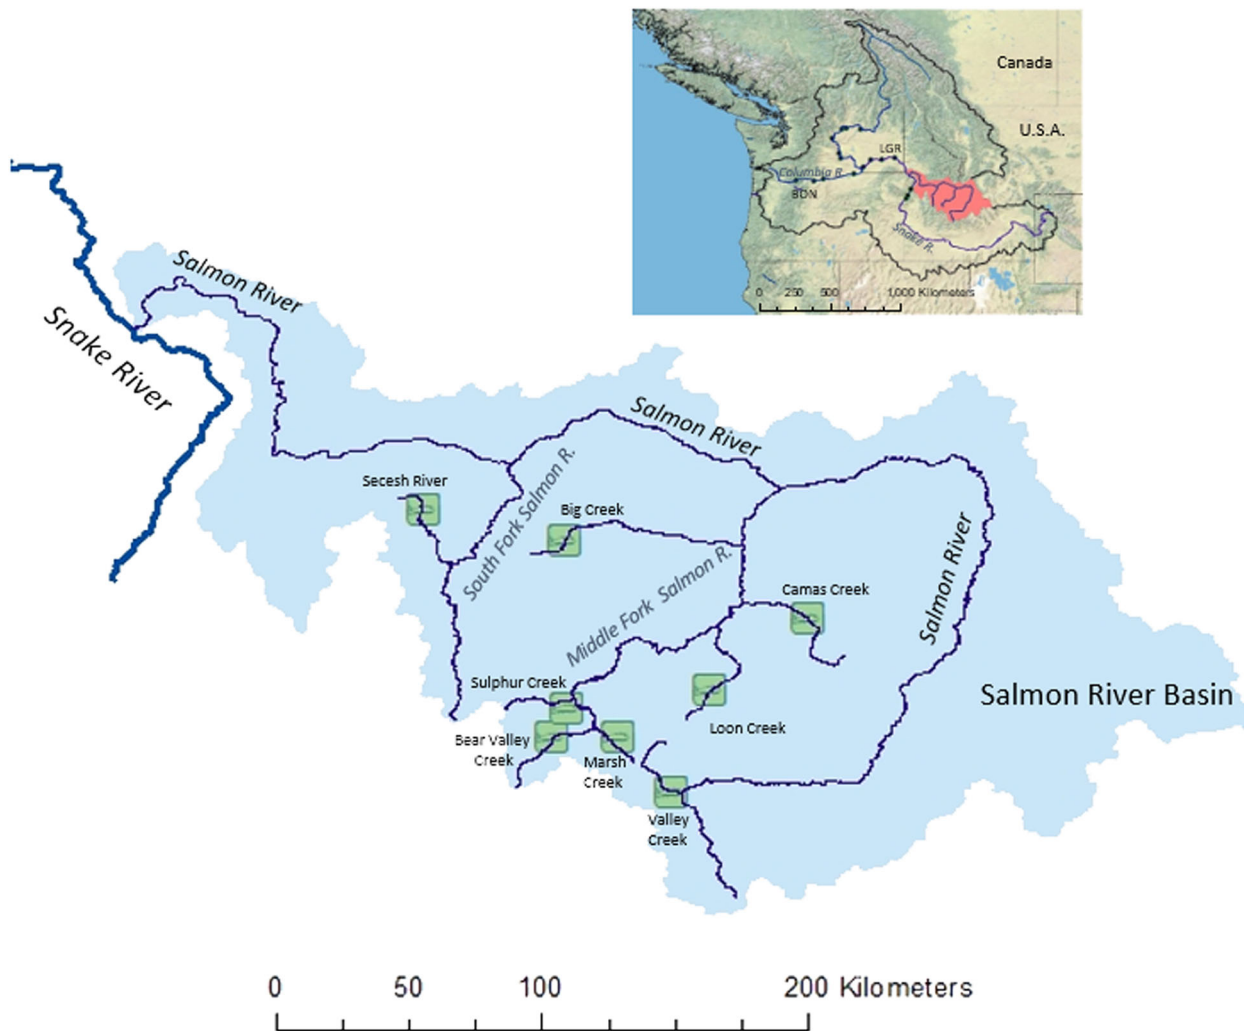 Canada
U.S.A.
LGR
Columbia R.
BON
Snake R.
0 250 500 1,000 Kilometers
Salmon River
Snake River
Salmon River
Secesh River
South Fork Salmon R.
Big Creek
Middle Fork Salmon R.
Camas Creek
Salmon River
Sulphur Creek
Salmon River Basin
Bear Valley
Creek
Marsh
Creek
Loon Creek
Valley
Creek
0 50 100 200 Kilometers